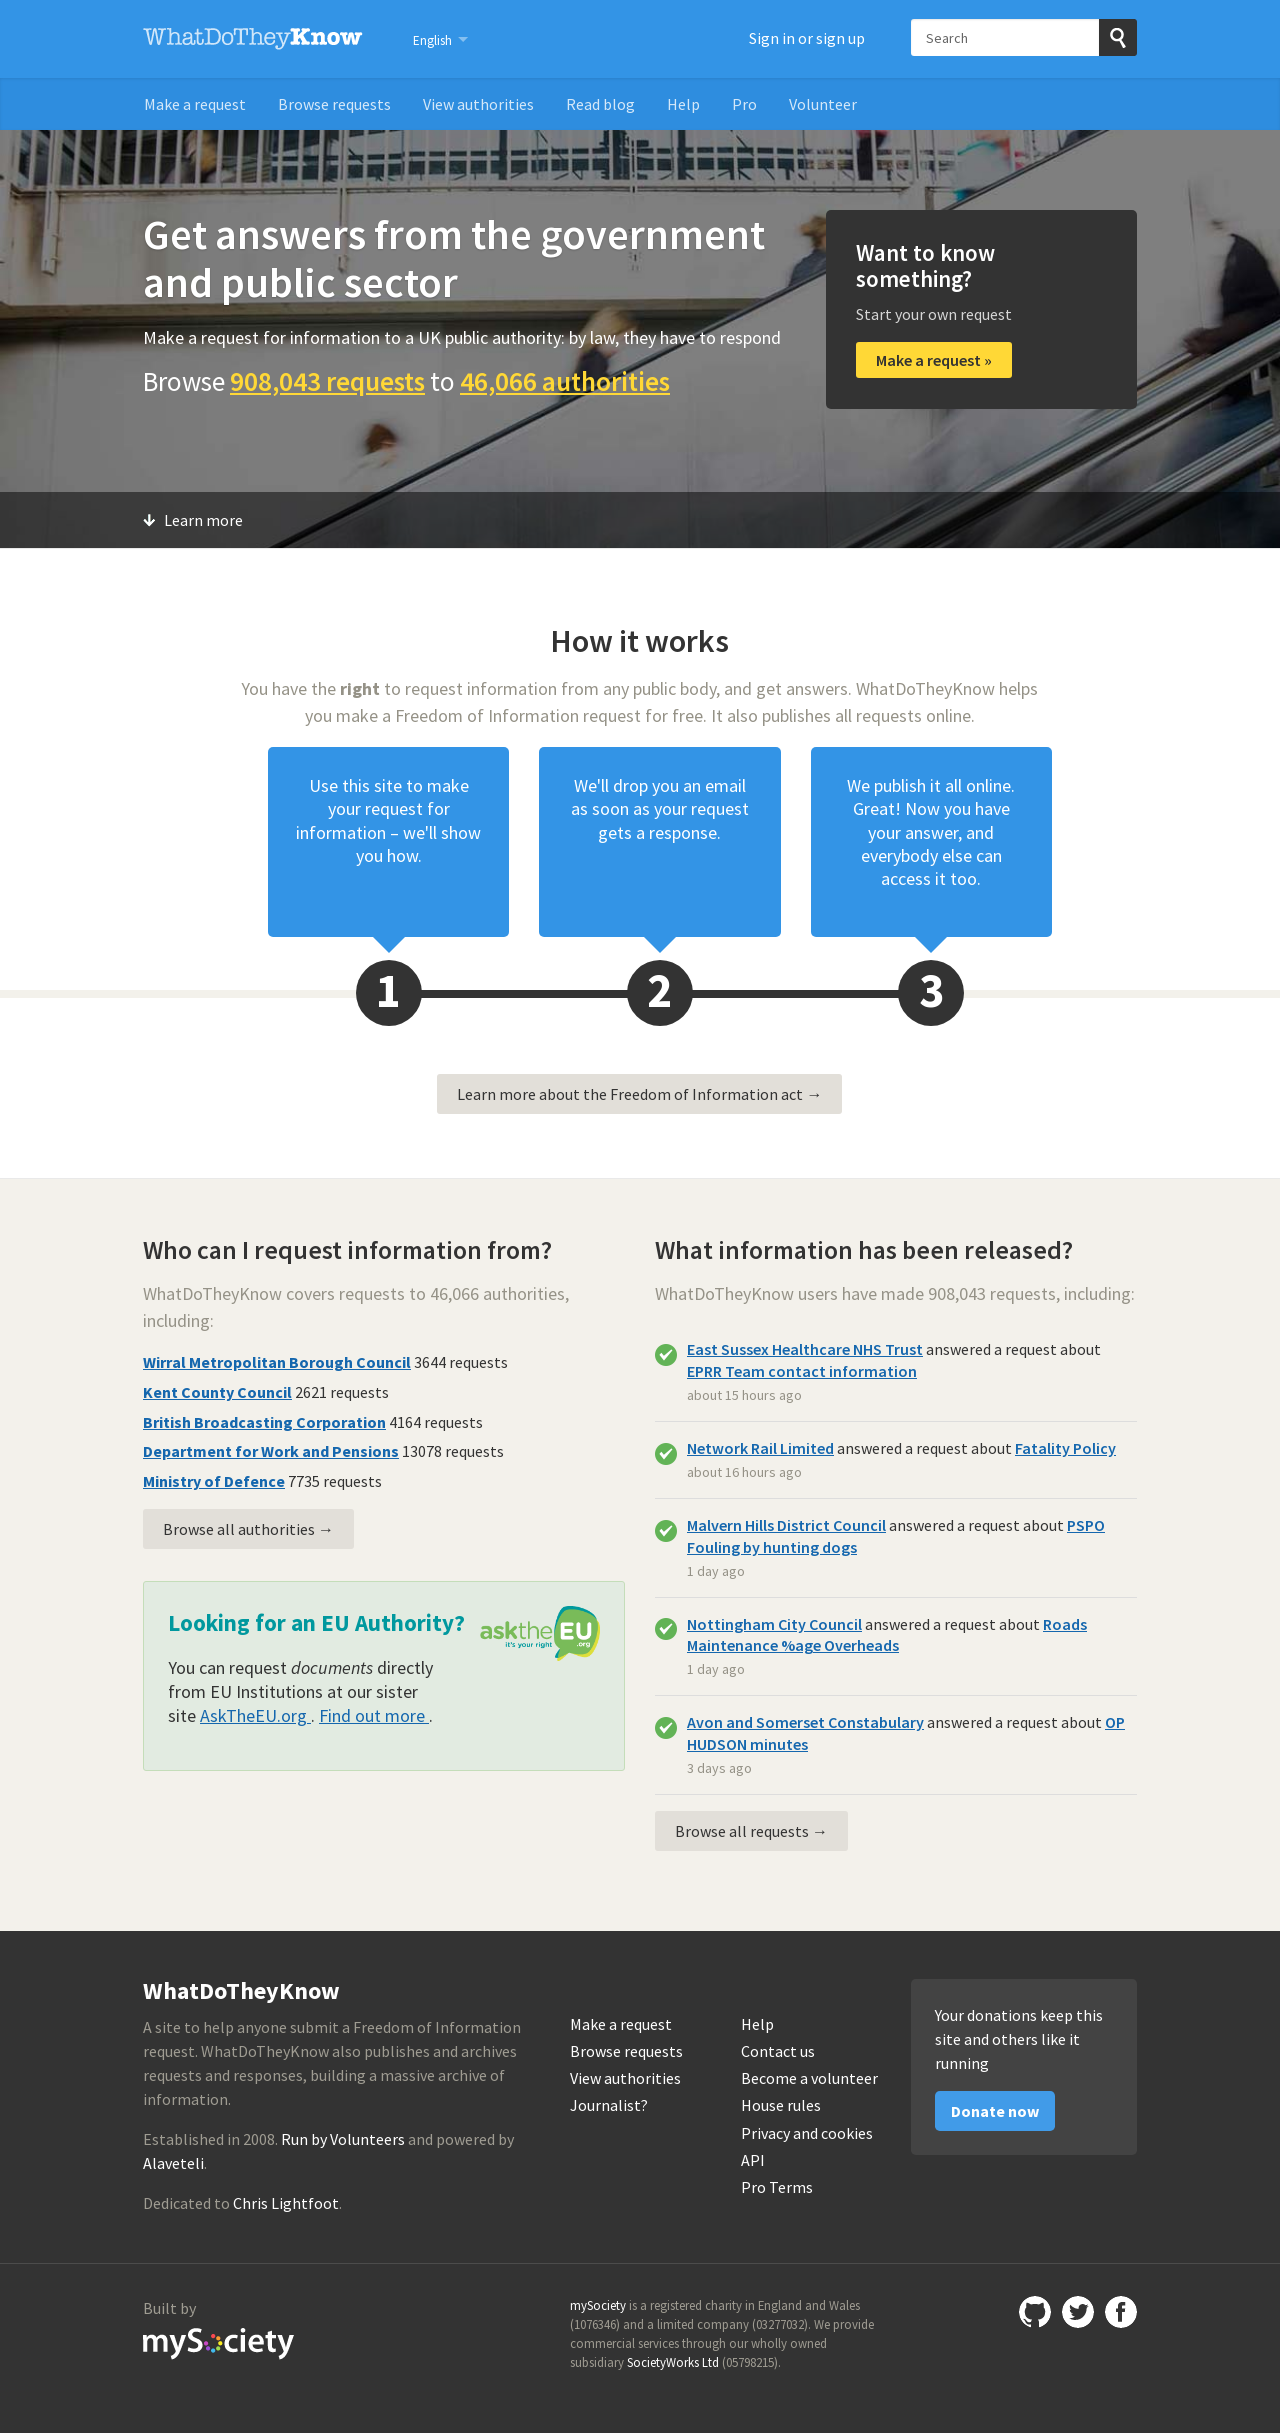 WhatDoTheyKnow
English
Sign in or sign up
Search
Make a request
Browse requests
View authorities
Read blog
Help
Pro
Volunteer
Get answers from the government
and public sector
Make a request for information to a UK public authority: by law, they have to respond
Browse 908,043 requests to 46,066 authorities
Want to know
something?
Start your own request
Make a request »
Learn more
How it works
You have the right to request information from any public body, and get answers. WhatDoTheyKnow helps
you make a Freedom of Information request for free. It also publishes all requests online.
Use this site to make
your request for
information – we'll show
you how.
We'll drop you an email
as soon as your request
gets a response.
We publish it all online.
Great! Now you have
your answer, and
everybody else can
access it too.
1
2
3
Learn more about the Freedom of Information act →
Who can I request information from?
WhatDoTheyKnow covers requests to 46,066 authorities,
including:
Wirral Metropolitan Borough Council 3644 requests
Kent County Council 2621 requests
British Broadcasting Corporation 4164 requests
Department for Work and Pensions 13078 requests
Ministry of Defence 7735 requests
Browse all authorities →
Looking for an EU Authority?
asktheEU.org
it's your right
You can request documents directly
from EU Institutions at our sister
site AskTheEU.org . Find out more .
What information has been released?
WhatDoTheyKnow users have made 908,043 requests, including:
East Sussex Healthcare NHS Trust answered a request about
EPRR Team contact information
about 15 hours ago
Network Rail Limited answered a request about Fatality Policy
about 16 hours ago
Malvern Hills District Council answered a request about PSPO
Fouling by hunting dogs
1 day ago
Nottingham City Council answered a request about Roads
Maintenance %age Overheads
1 day ago
Avon and Somerset Constabulary answered a request about OP
HUDSON minutes
3 days ago
Browse all requests →
WhatDoTheyKnow
A site to help anyone submit a Freedom of Information
request. WhatDoTheyKnow also publishes and archives
requests and responses, building a massive archive of
information.
Established in 2008. Run by Volunteers and powered by
Alaveteli.
Dedicated to Chris Lightfoot.
Make a request
Browse requests
View authorities
Journalist?
Help
Contact us
Become a volunteer
House rules
Privacy and cookies
API
Pro Terms
Your donations keep this
site and others like it
running
Donate now
Built by
mySociety
mySociety is a registered charity in England and Wales
(1076346) and a limited company (03277032). We provide
commercial services through our wholly owned
subsidiary SocietyWorks Ltd (05798215).